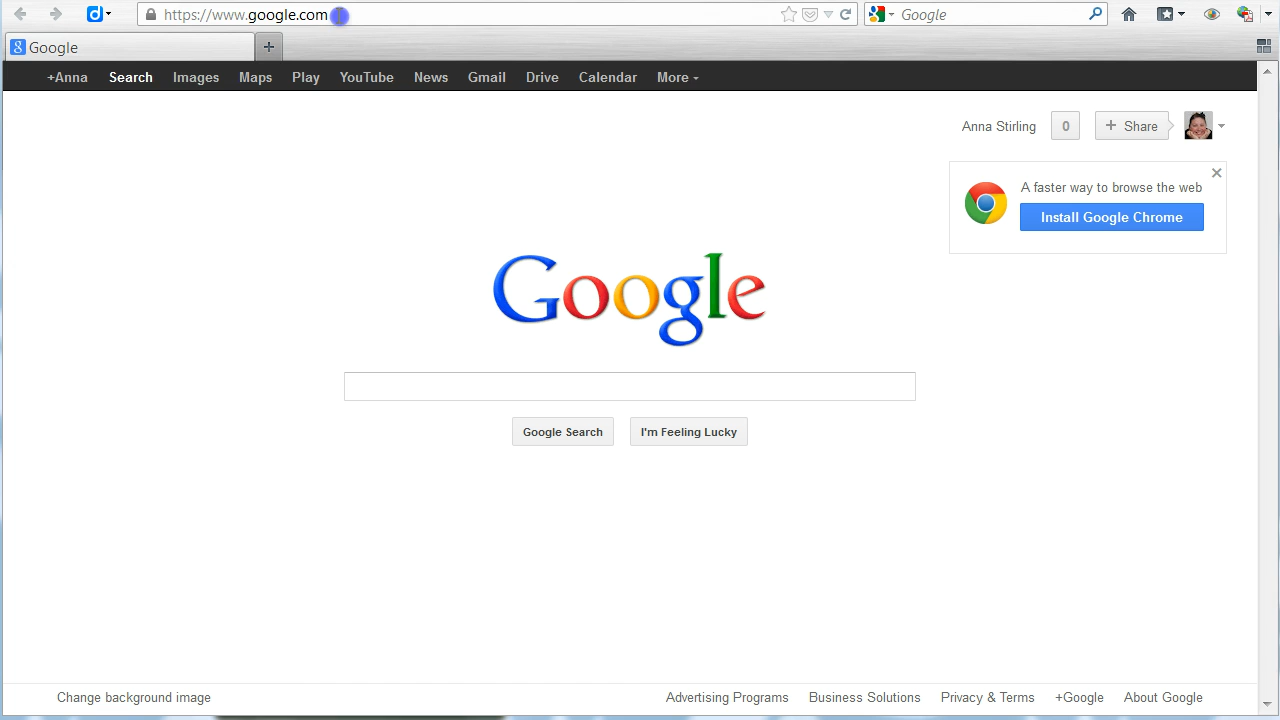 https://www.google.com
Google
Google
+Anna Search Images Maps Play YouTube News Gmail Drive Calendar More
Anna Stirling 0 + Share
A faster way to browse the web
Install Google Chrome
Google
Google Search I'm Feeling Lucky
Change background image Advertising Programs Business Solutions Privacy & Terms +Google About Google